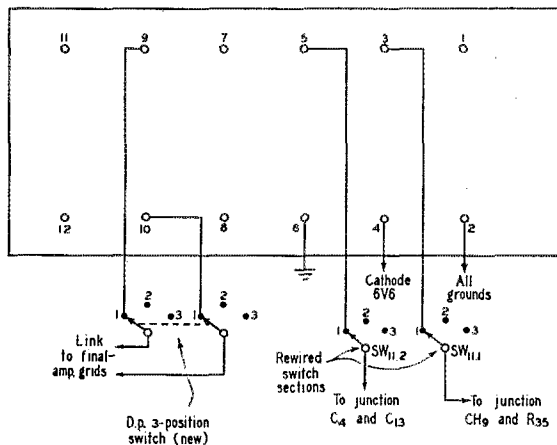 11 9 7 5 3 1
12 10 8 6 4 2
Cathode
6V6
All
grounds
1 2 3 1 2 3
1 2 3 1 2 3
Link
to final-
amp. grids
Rewired
switch
sections
SW11.2
SW11.1
To junction
C4 and C13
To junction
CH9 and R35
D.p. 3-position
switch (new)